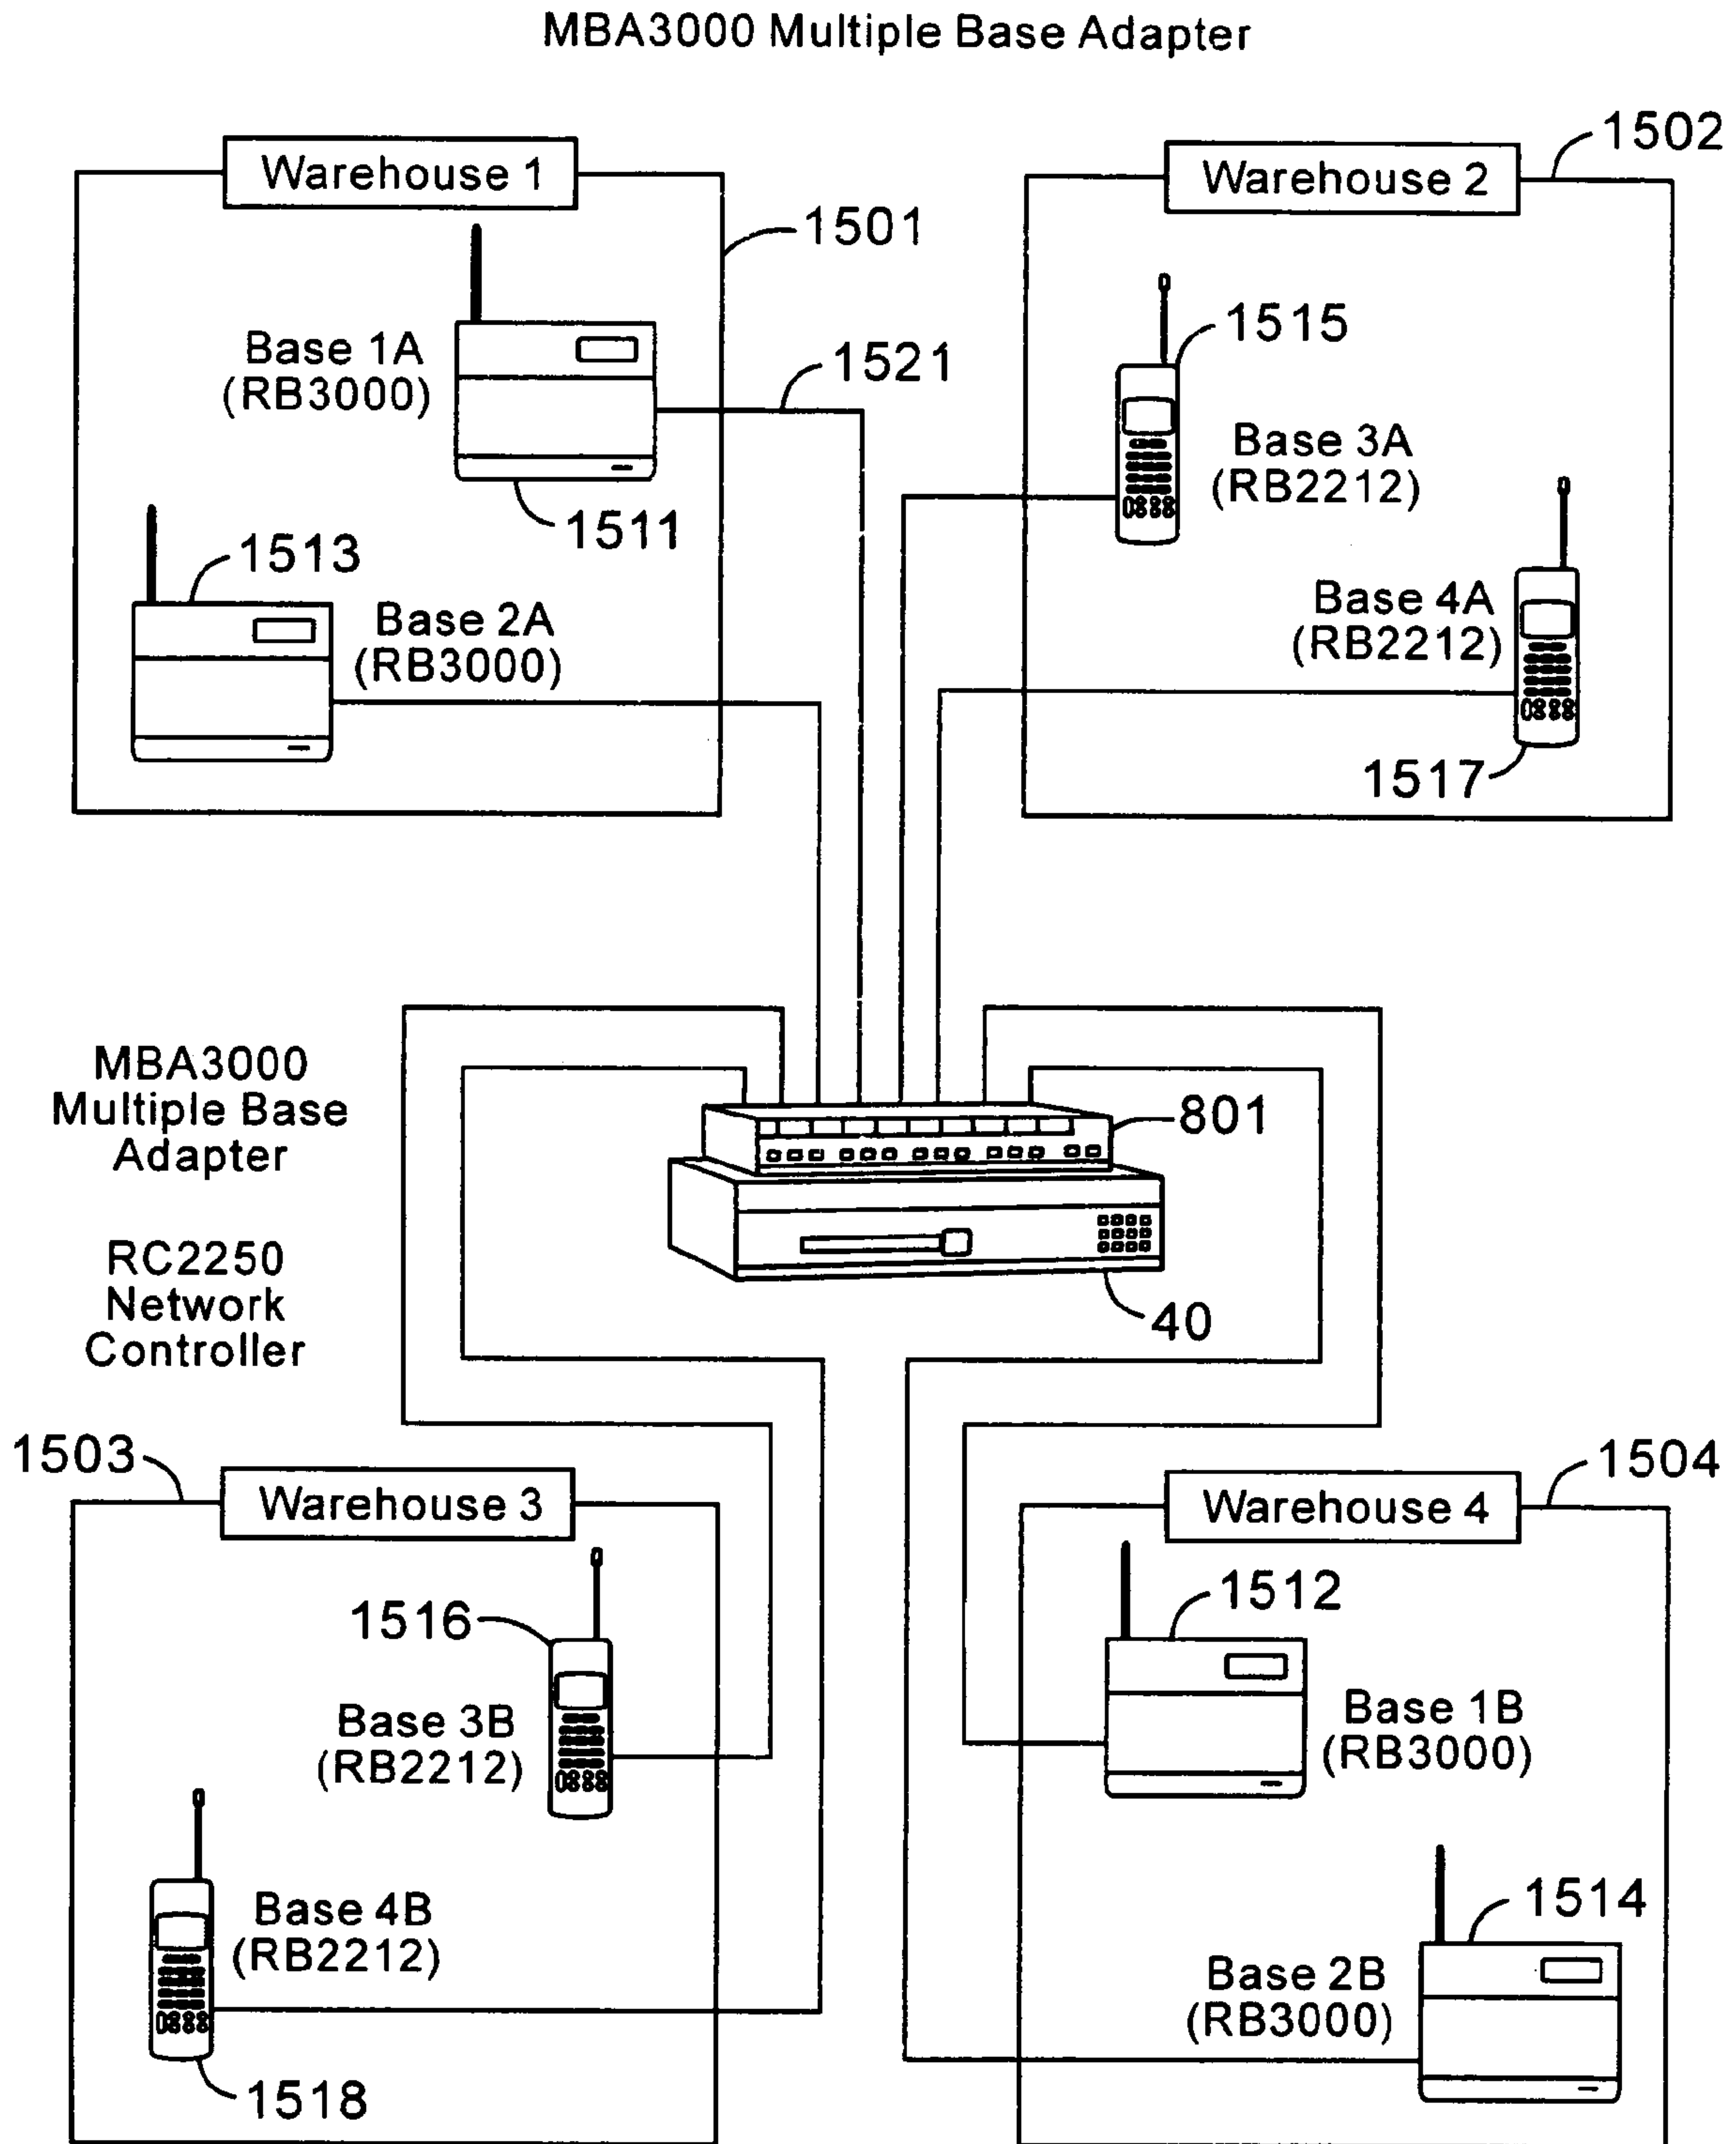 MBA3000 Multiple Base Adapter
Warehouse 1
1501
Base 1A
(RB3000)
1521
1511
1513
Base 2A
(RB3000)
Warehouse 2
1502
1515
Base 3A
(RB2212)
Base 4A
(RB2212)
1517
MBA3000
Multiple Base
Adapter
801
RC2250
Network
Controller
40
1503
Warehouse 3
1516
Base 3B
(RB2212)
Base 4B
(RB2212)
1518
Warehouse 4
1504
1512
Base 1B
(RB3000)
1514
Base 2B
(RB3000)